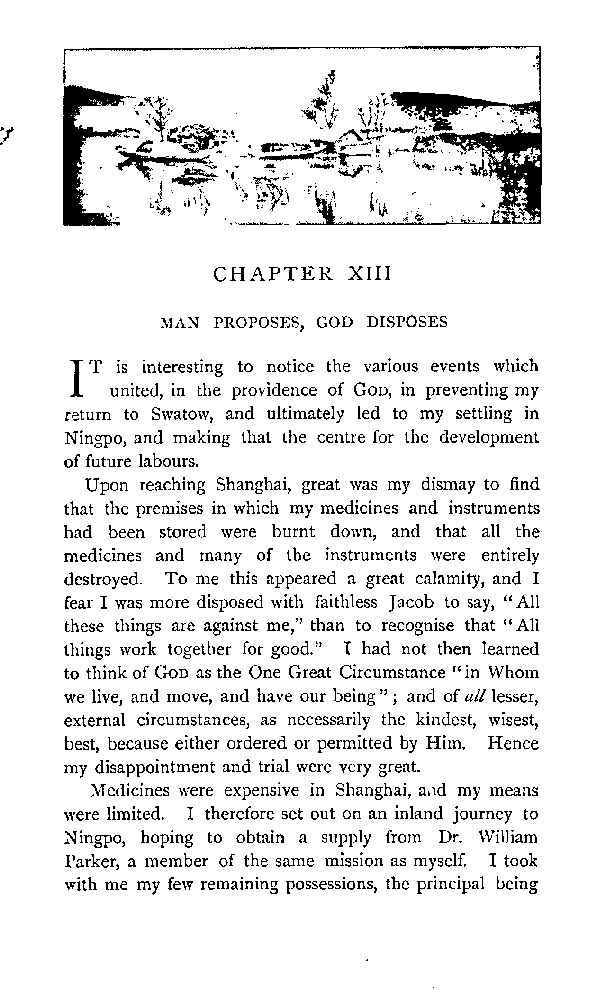 CHAPTER XIII
MAN PROPOSES, GOD DISPOSES
IT is interesting to notice the various events which
united, in the providence of GOD, in preventing my
return to Swatow, and ultimately led to my settling in
Ningpo, and making that the centre for the development
of future labours.
Upon reaching Shanghai, great was my dismay to find
that the premises in which my medicines and instruments
had been stored were burnt down, and that all the
medicines and many of the instruments were entirely
destroyed. To me this appeared a great calamity, and I
fear I was more disposed with faithless Jacob to say, "All
these things are against me," than to recognise that "All
things work together for good." I had not then learned
to think of GOD as the One Great Circumstance "in Whom
we live, and move, and have our being"; and of all lesser,
external circumstances, as necessarily the kindest, wisest,
best, because either ordered or permitted by Him. Hence
my disappointment and trial were very great.
Medicines were expensive in Shanghai, and my means
were limited. I therefore set out on an inland journey to
Ningpo, hoping to obtain a supply from Dr. William
Parker, a member of the same mission as myself. I took
with me my few remaining possessions, the principal being